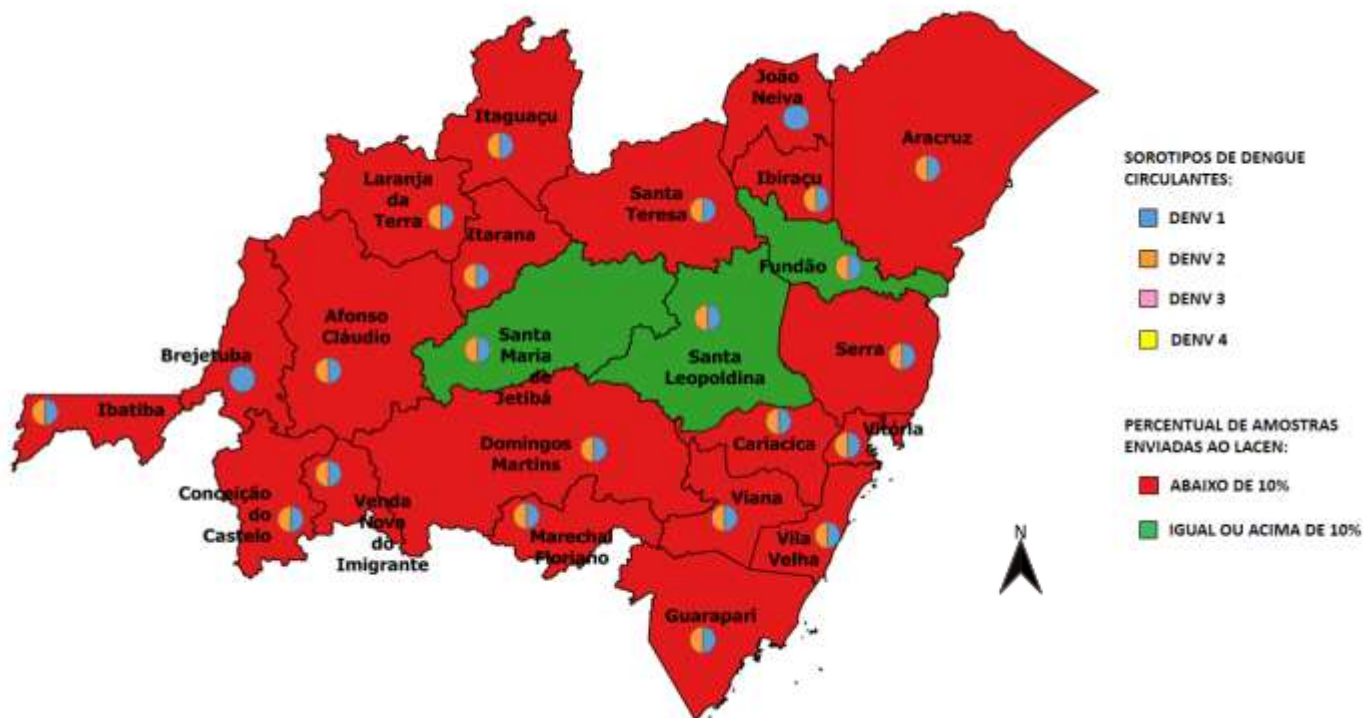 João
Neiva
Itaguaçu
Aracruz
Laranja
da
Terra
Ibiraçu
Santa
Teresa
Itarana
Fundão
Afonso
Cláudio
Santa
Maria
de
Jetibá
Santa
Leopoldina
Serra
Brejetuba
Ibatiba
Domingos
Martins
Cariacica
Vitória
Conceição
do
Castelo
Venda
Nova
do
Imigrante
Viana
Marechal
Floriano
Vila
Velha
Guarapari
N
SOROTIPOS DE DENGUE
CIRCULANTES:
DENV 1
DENV 2
DENV 3
DENV 4
PERCENTUAL DE AMOSTRAS
ENVIADAS AO LACEN:
ABAIXO DE 10%
IGUAL OU ACIMA DE 10%